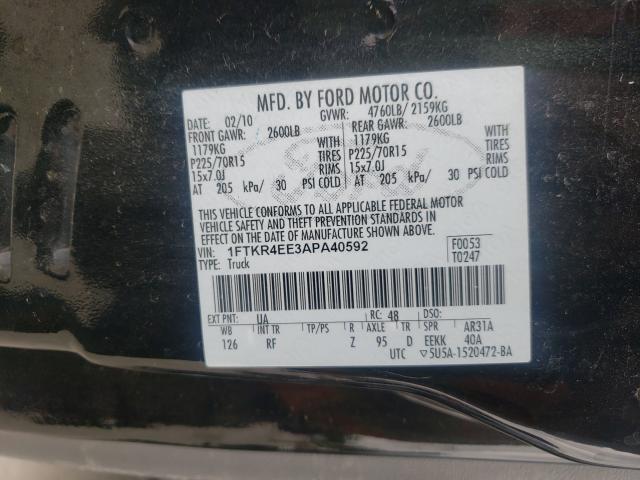 MFD. BY FORD MOTOR CO.
DATE: 02/10 GVWR: 4760LB/ 2159KG
FRONT GAWR: 2600LB REAR GAWR: 2600LB
1179KG WITH 1179KG WITH
P225/70R15 TIRES P225/70R15 TIRES
15x7.0J RIMS 15x7.0J RIMS
AT 205 kPa/ 30 PSI COLD AT 205 kPa/ 30 PSI COLD
THIS VEHICLE CONFORMS TO ALL APPLICABLE FEDERAL MOTOR
VEHICLE SAFETY AND THEFT PREVENTION STANDARDS IN
EFFECT ON THE DATE OF MANUFACTURE SHOWN ABOVE.
VIN: 1FTKR4EE3APA40592 F0053
TYPE: Truck T0247
EXT PNT: UA RC: 48 DSO:
WB INT TR TP/PS R AXLE TR SPR AR31A
126 RF Z 95 D EEKK 40A
UTC ▽5U5A-1520472-BA
Ford